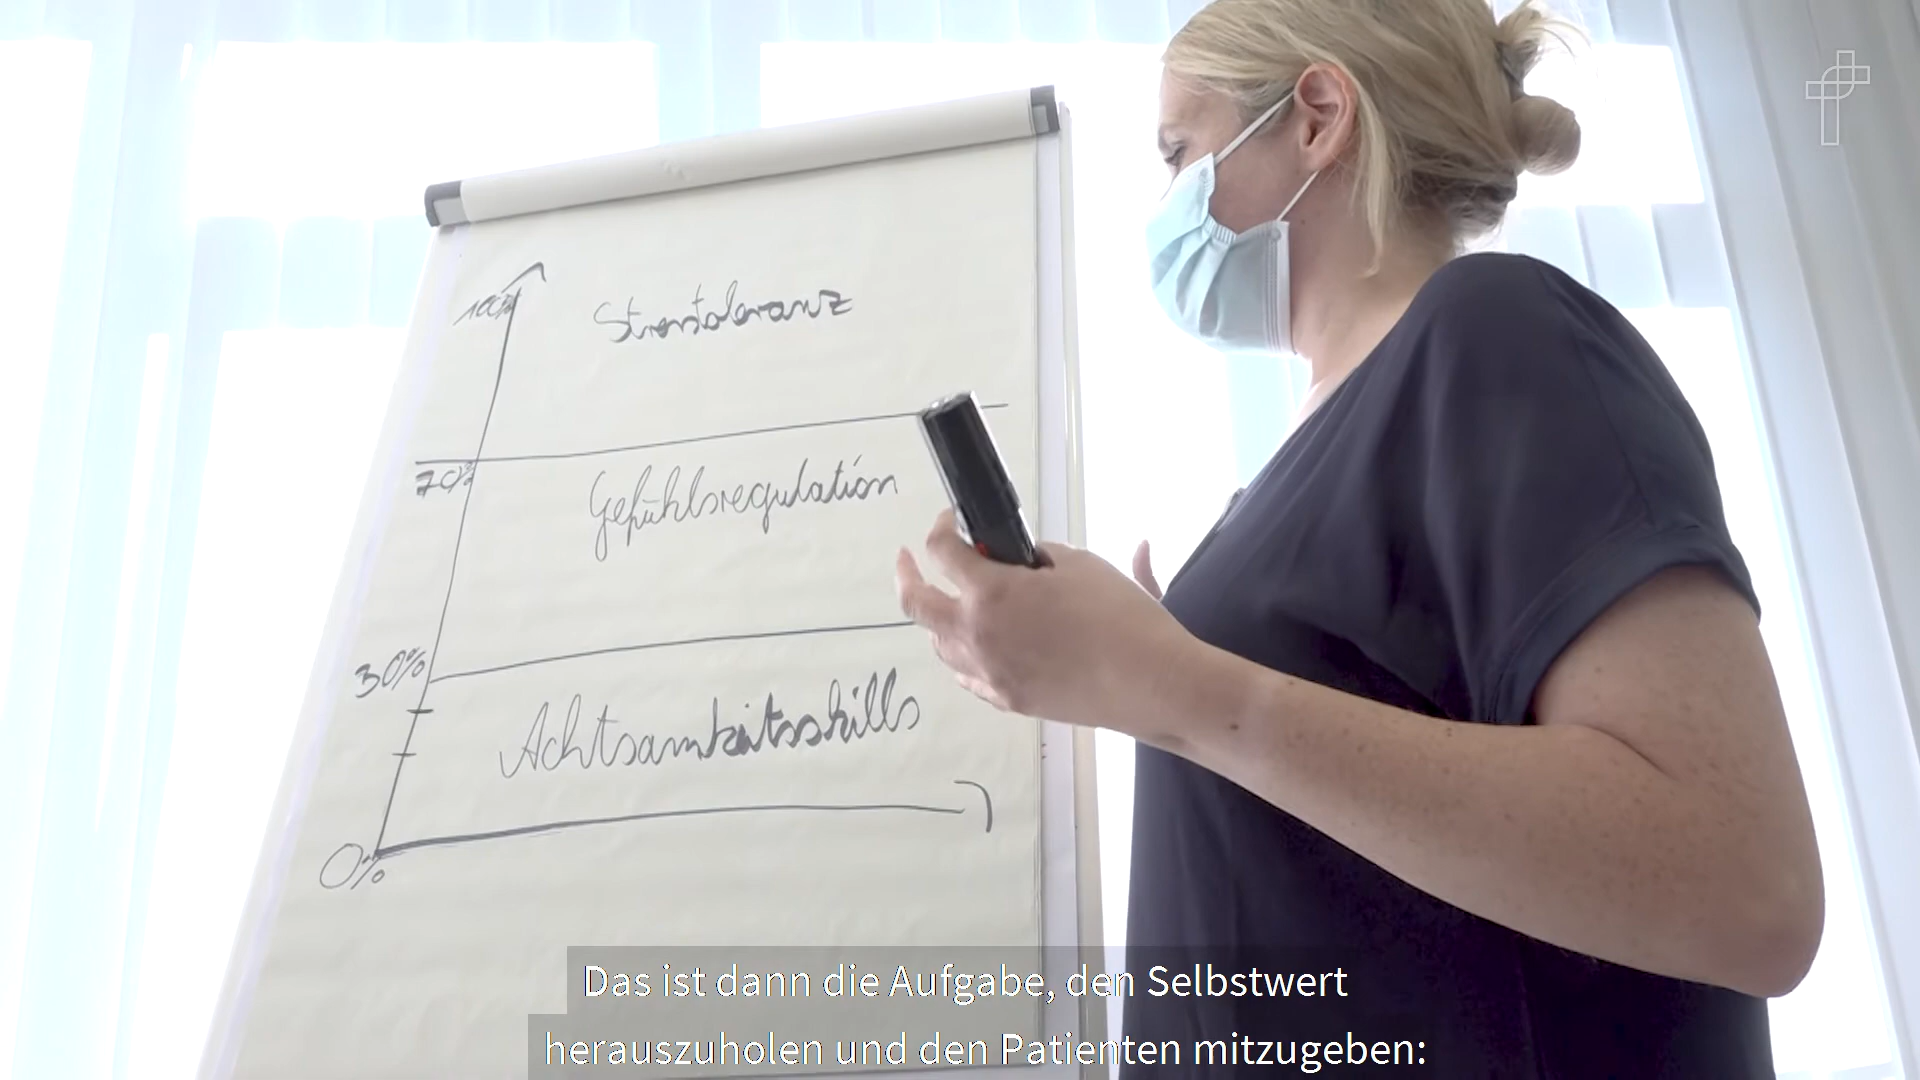 100%
Stresstoleranz
70%
Gefühlsregulation
30%
Achtsamkeitsskills
0%
Das ist dann die Aufgabe, den Selbstwert
herauszuholen und den Patienten mitzugeben: